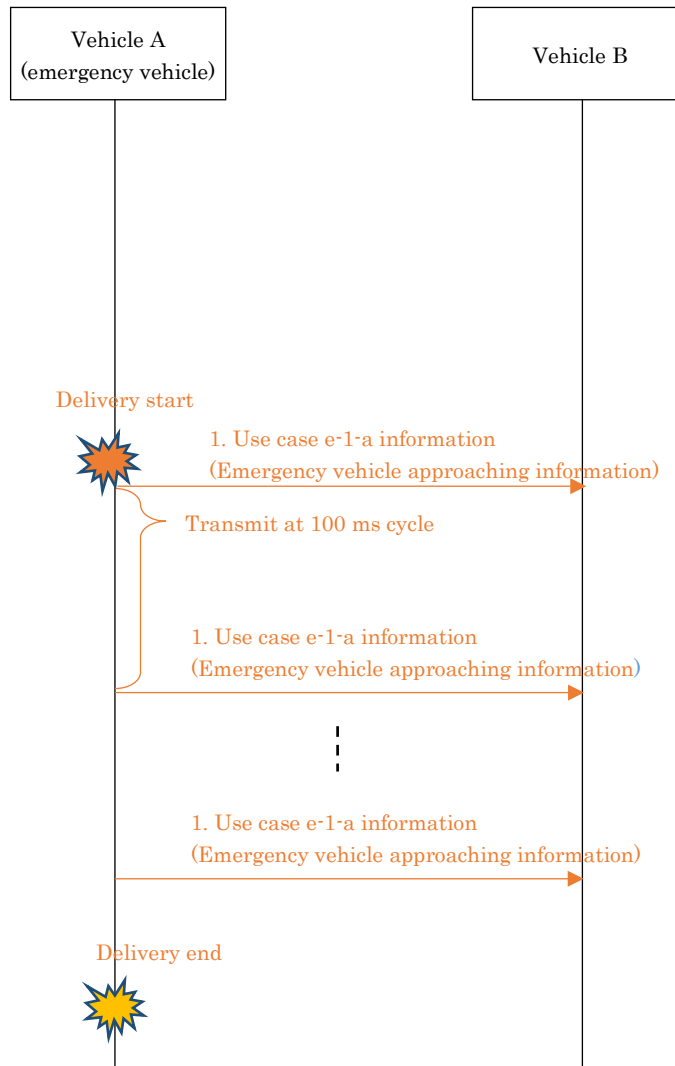 Vehicle A
(emergency vehicle)
Vehicle B
Delivery start
1. Use case e-1-a information
(Emergency vehicle approaching information)
Transmit at 100 ms cycle
1. Use case e-1-a information
(Emergency vehicle approaching information)
1. Use case e-1-a information
(Emergency vehicle approaching information)
Delivery end